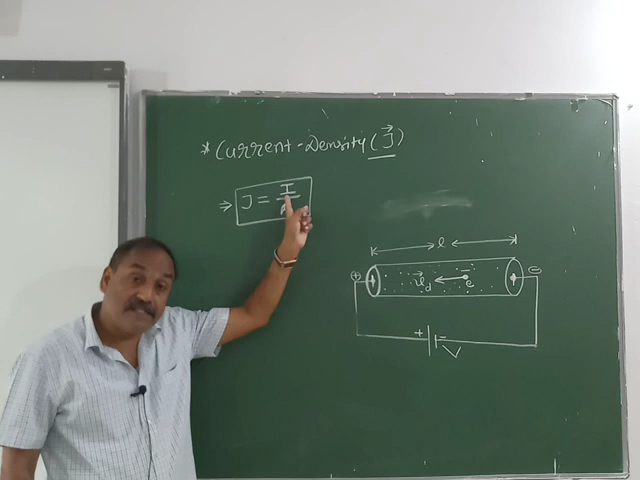 * Current-Density (J⃗)
→ J = I
l
⊕ v⃗d e⁻ ⊖
+ -
V